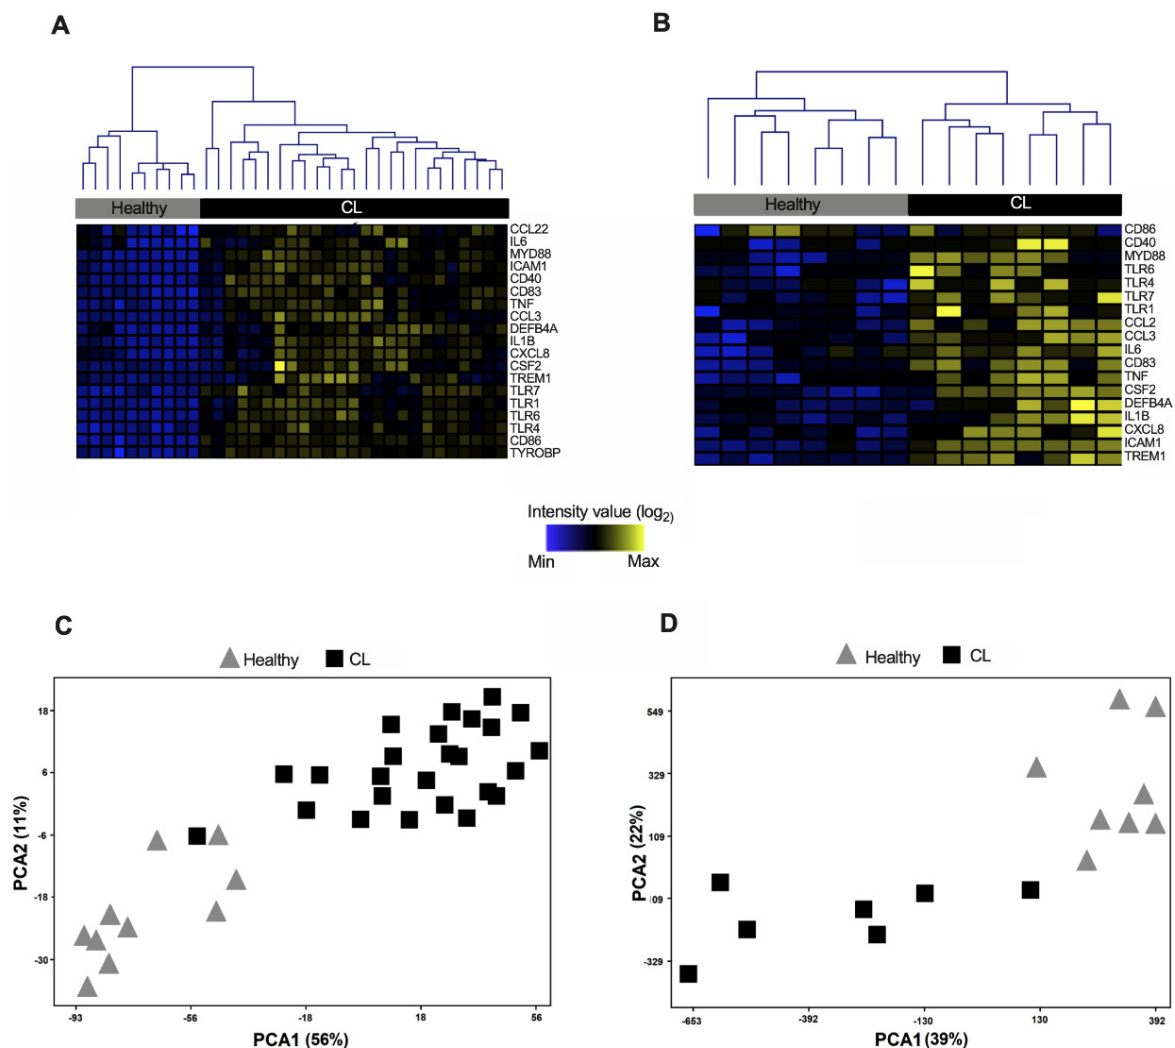 A
B
Healthy
CL
CCL22
IL6
MYD88
ICAM1
CD40
CD83
TNF
CCL3
DEFB4A
IL1B
CXCL8
CSF2
TREM1
TLR7
TLR1
TLR6
TLR4
CD86
TYROBP
Healthy
CL
CD86
CD40
MYD88
TLR6
TLR4
TLR7
TLR1
CCL2
CCL3
IL6
CD83
TNF
CSF2
DEFB4A
IL1B
CXCL8
ICAM1
TREM1
Intensity value (log2)
Min Max
C
Healthy CL
18
6
-6
-18
-30
PCA2 (11%)
-93 -56 -18 18 56
PCA1 (56%)
D
Healthy CL
549
329
109
-109
-329
PCA2 (22%)
-653 -392 -130 130 392
PCA1 (39%)